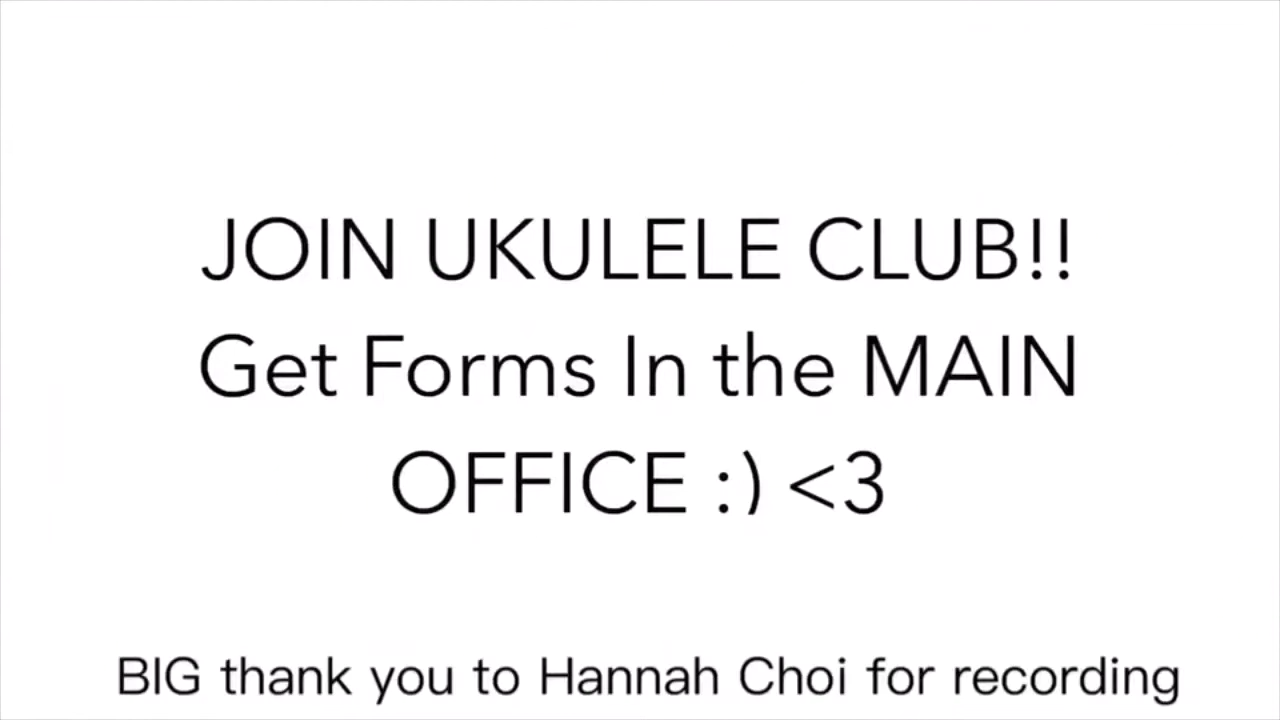 JOIN UKULELE CLUB!!
Get Forms In the MAIN
OFFICE :) <3
BIG thank you to Hannah Choi for recording